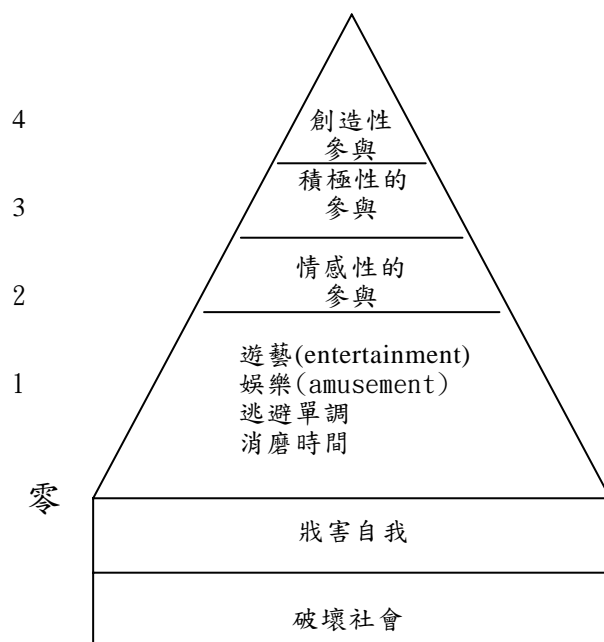 4
創造性
參與
3
積極性的
參與
2
情感性的
參與
1
遊藝(entertainment)
娛樂(amusement)
逃避單調
消磨時間
零
戕害自我
破壞社會